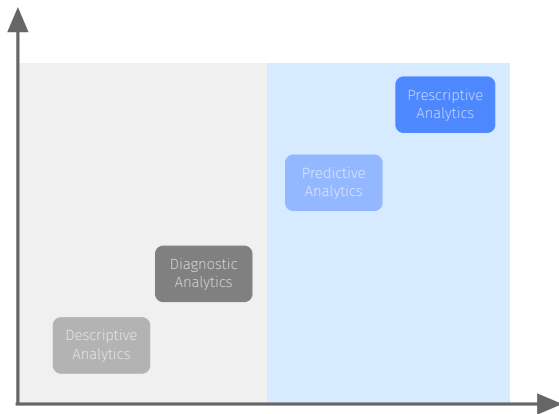 Prescriptive
Analytics
Predictive
Analytics
Diagnostic
Analytics
Descriptive
Analytics